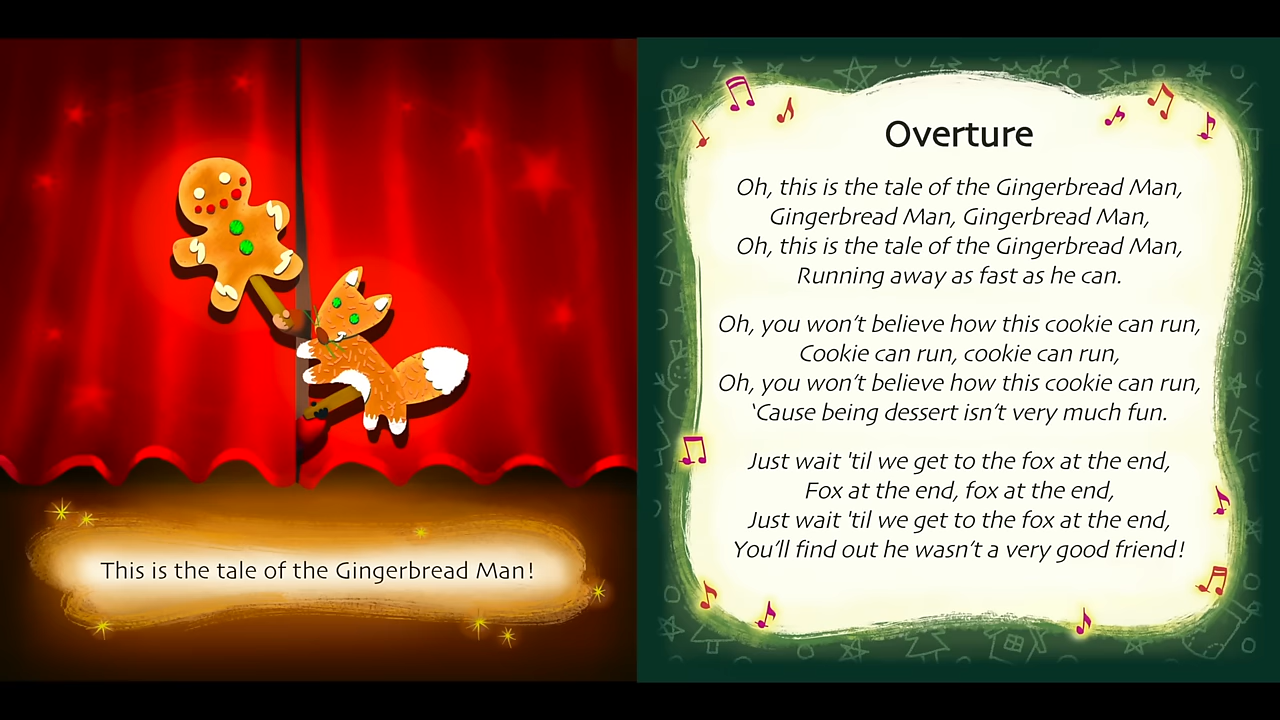 This is the tale of the Gingerbread Man!
Overture
Oh, this is the tale of the Gingerbread Man,
Gingerbread Man, Gingerbread Man,
Oh, this is the tale of the Gingerbread Man,
Running away as fast as he can.
Oh, you won’t believe how this cookie can run,
Cookie can run, cookie can run,
Oh, you won’t believe how this cookie can run,
‘Cause being dessert isn’t very much fun.
Just wait 'til we get to the fox at the end,
Fox at the end, fox at the end,
Just wait 'til we get to the fox at the end,
You’ll find out he wasn’t a very good friend!